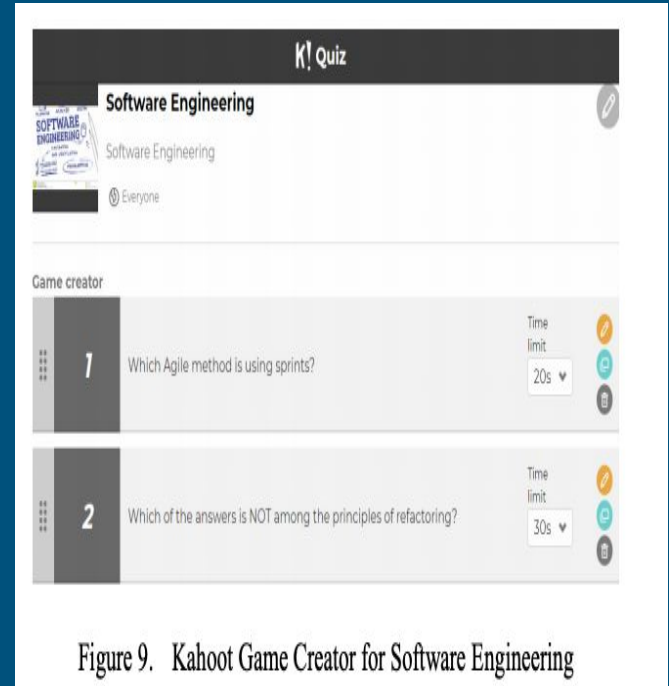 K! Quiz
Software Engineering
SOFTWARE
ENGINEERING
Software Engineering
Everyone
Game creator
1
Which Agile method is using sprints?
Time
limit
20s
2
Which of the answers is NOT among the principles of refactoring?
Time
limit
30s
Figure 9. Kahoot Game Creator for Software Engineering